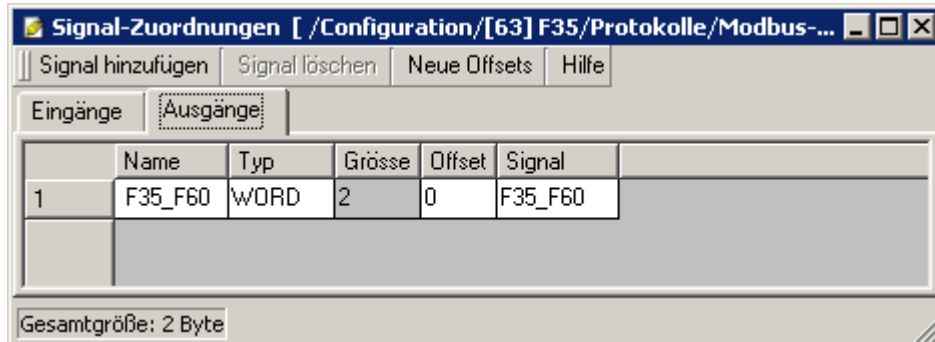 Signal-Zuordnungen [ /Configuration/[63] F35/Protokolle/Modbus-...
Signal hinzufügen Signal löschen Neue Offsets Hilfe
Eingänge Ausgänge
Name Typ Grösse Offset Signal
1 F35_F60 WORD 2 0 F35_F60
Gesamtgröße: 2 Byte